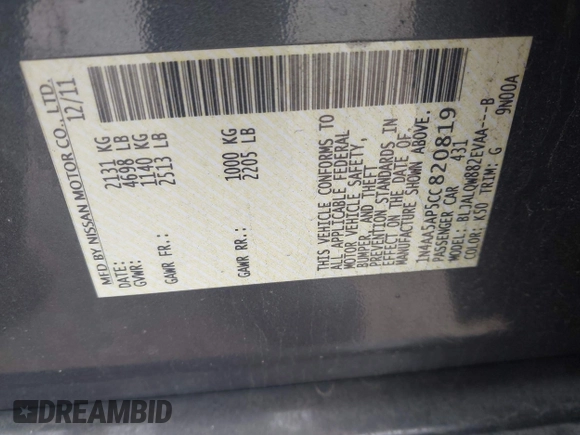 MFD BY NISSAN MOTOR CO., LTD.
DATE: 12/11
GVWR: 2131 KG
4698 LB
GAWR FR: 1140 KG
2513 LB
GAWR RR: 1000 KG
2205 LB
THIS VEHICLE CONFORMS TO
ALL APPLICABLE FEDERAL
MOTOR VEHICLE SAFETY,
BUMPER, AND THEFT
PREVENTION STANDARDS IN
EFFECT ON THE DATE OF
MANUFACTURE SHOWN ABOVE.
1N4AA5AP5CC820819
PASSENGER CAR 431
MODEL: BLJALOW882EVAA---B
COLOR: K50 TRIM: G 9N00A
DREAMBID